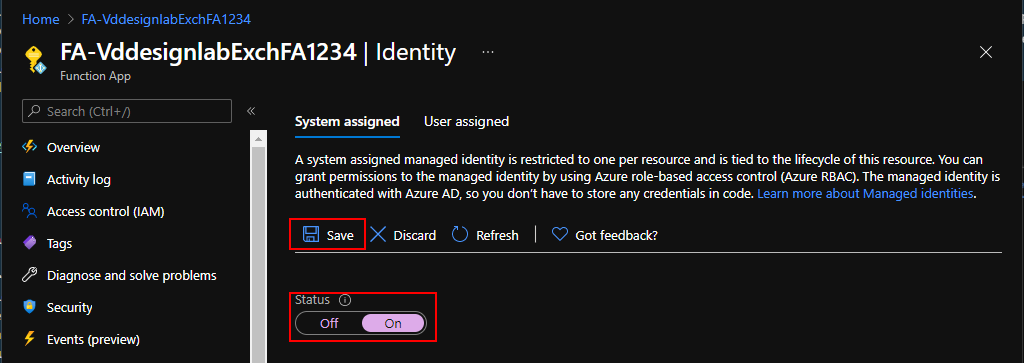 Home > FA-VddesignlabExchFA1234
FA-VddesignlabExchFA1234 | Identity ...
Function App
Search (Ctrl+/)
«
Overview
Activity log
Access control (IAM)
Tags
Diagnose and solve problems
Security
Events (preview)
System assigned User assigned
A system assigned managed identity is restricted to one per resource and is tied to the lifecycle of this resource. You can
grant permissions to the managed identity by using Azure role-based access control (Azure RBAC). The managed identity is
authenticated with Azure AD, so you don't have to store any credentials in code. Learn more about Managed identities.
Save Discard Refresh | Got feedback?
Status
Off On